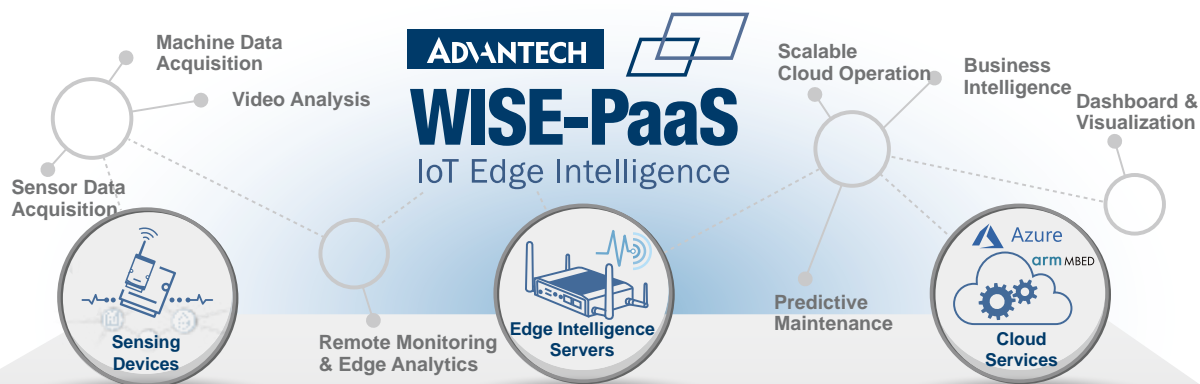 Machine Data
Acquisition
Video Analysis
Sensor Data
Acquisition
Sensing
Devices
ADVANTECH
WISE-PaaS
IoT Edge Intelligence
Remote Monitoring
& Edge Analytics
Edge Intelligence
Servers
Scalable
Cloud Operation
Business
Intelligence
Dashboard &
Visualization
Predictive
Maintenance
Azure
arm MBED
Cloud
Services